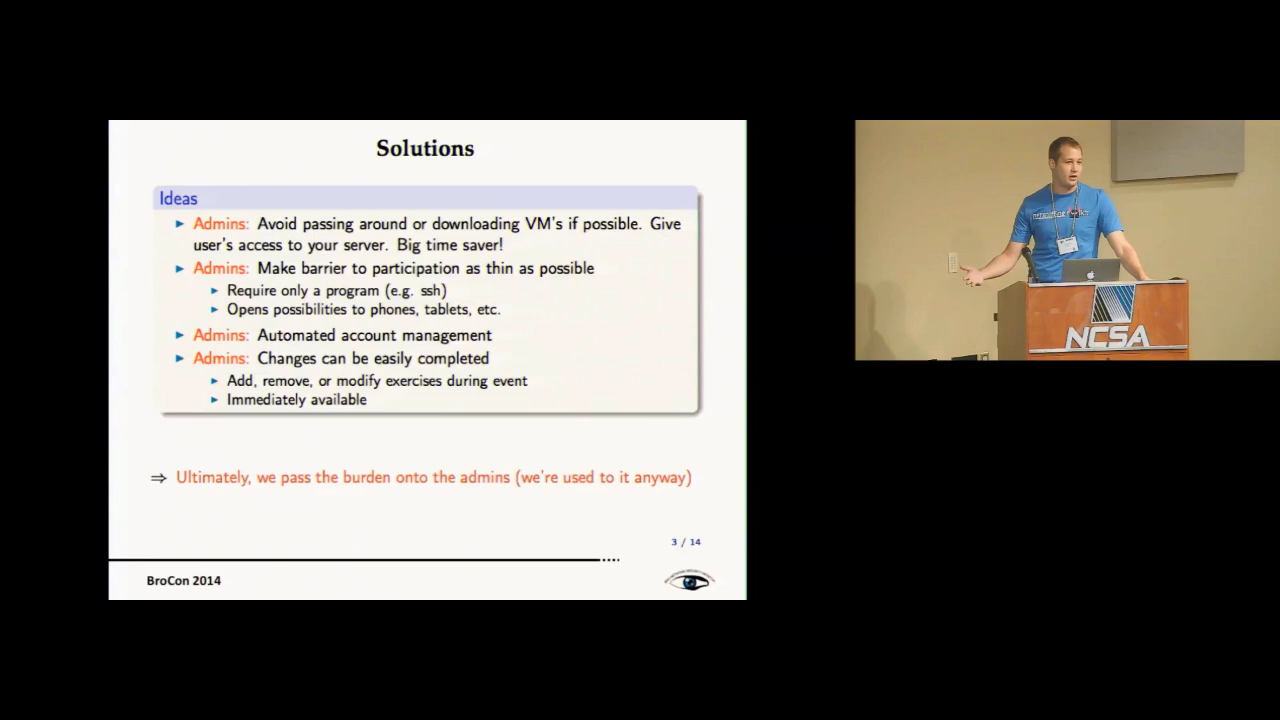 Solutions
Ideas
Admins: Avoid passing around or downloading VM's if possible. Give
user's access to your server. Big time saver!
Admins: Make barrier to participation as thin as possible
Require only a program (e.g. ssh)
Opens possibilities to phones, tablets, etc.
Admins: Automated account management
Admins: Changes can be easily completed
Add, remove, or modify exercises during event
Immediately available
⇒ Ultimately, we pass the burden onto the admins (we're used to it anyway)
3 / 14
BroCon 2014
NCSA